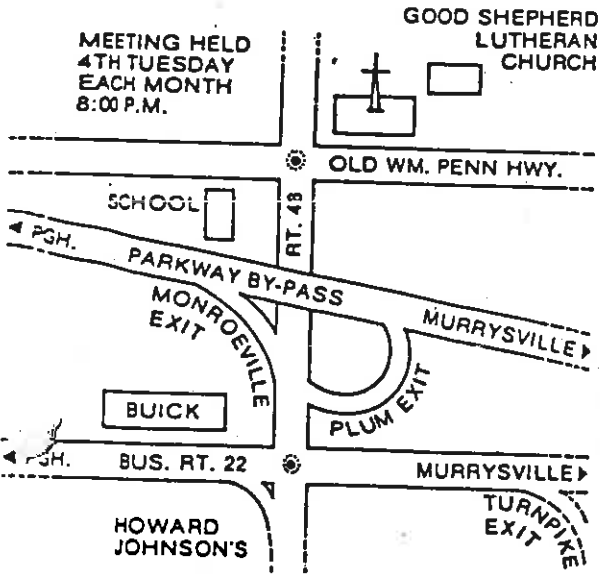 GOOD SHEPHERD
LUTHERAN
CHURCH
MEETING HELD
4TH TUESDAY
EACH MONTH
8:00 P.M.
OLD WM. PENN HWY.
SCHOOL
RT. 48
PGH.
PARKWAY BY-PASS
MURRYSVILLE
MONROEVILLE
EXIT
PLUM EXIT
BUICK
PGH.
BUS. RT. 22
MURRYSVILLE
TURNPIKE
EXIT
HOWARD
JOHNSON'S